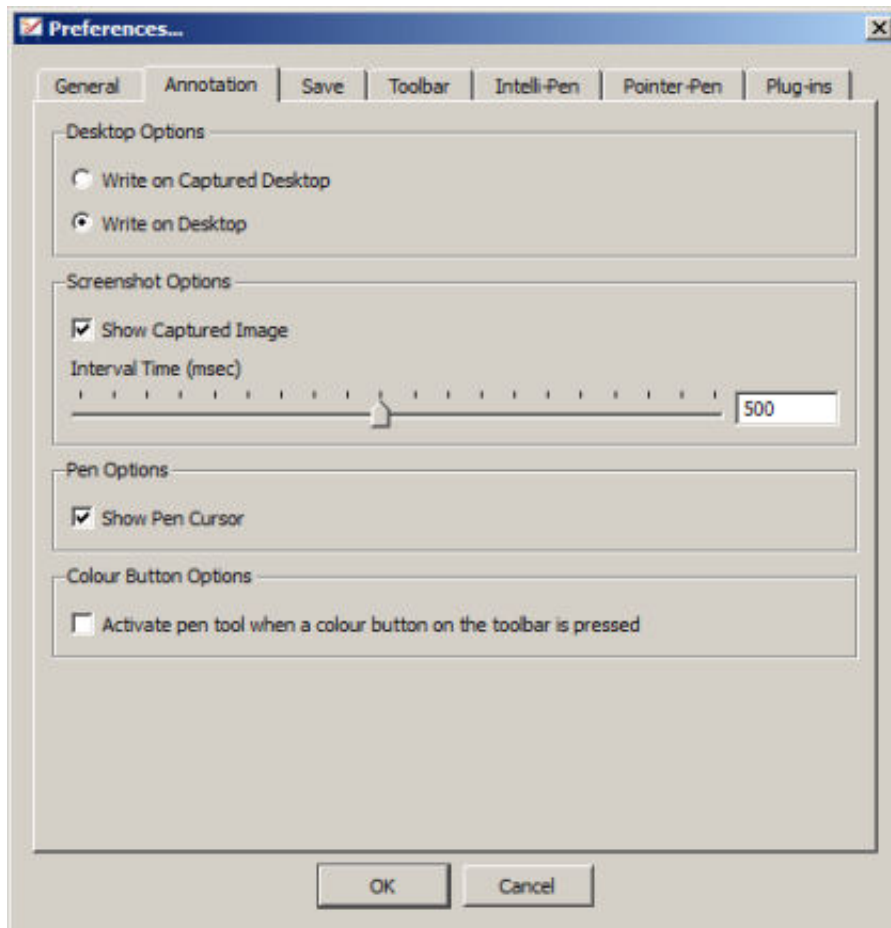 Preferences...
General Annotation Save Toolbar Intelli-Pen Pointer-Pen Plug-ins
Desktop Options
Write on Captured Desktop
Write on Desktop
Screenshot Options
Show Captured Image
Interval Time (msec)
500
Pen Options
Show Pen Cursor
Colour Button Options
Activate pen tool when a colour button on the toolbar is pressed
OK Cancel